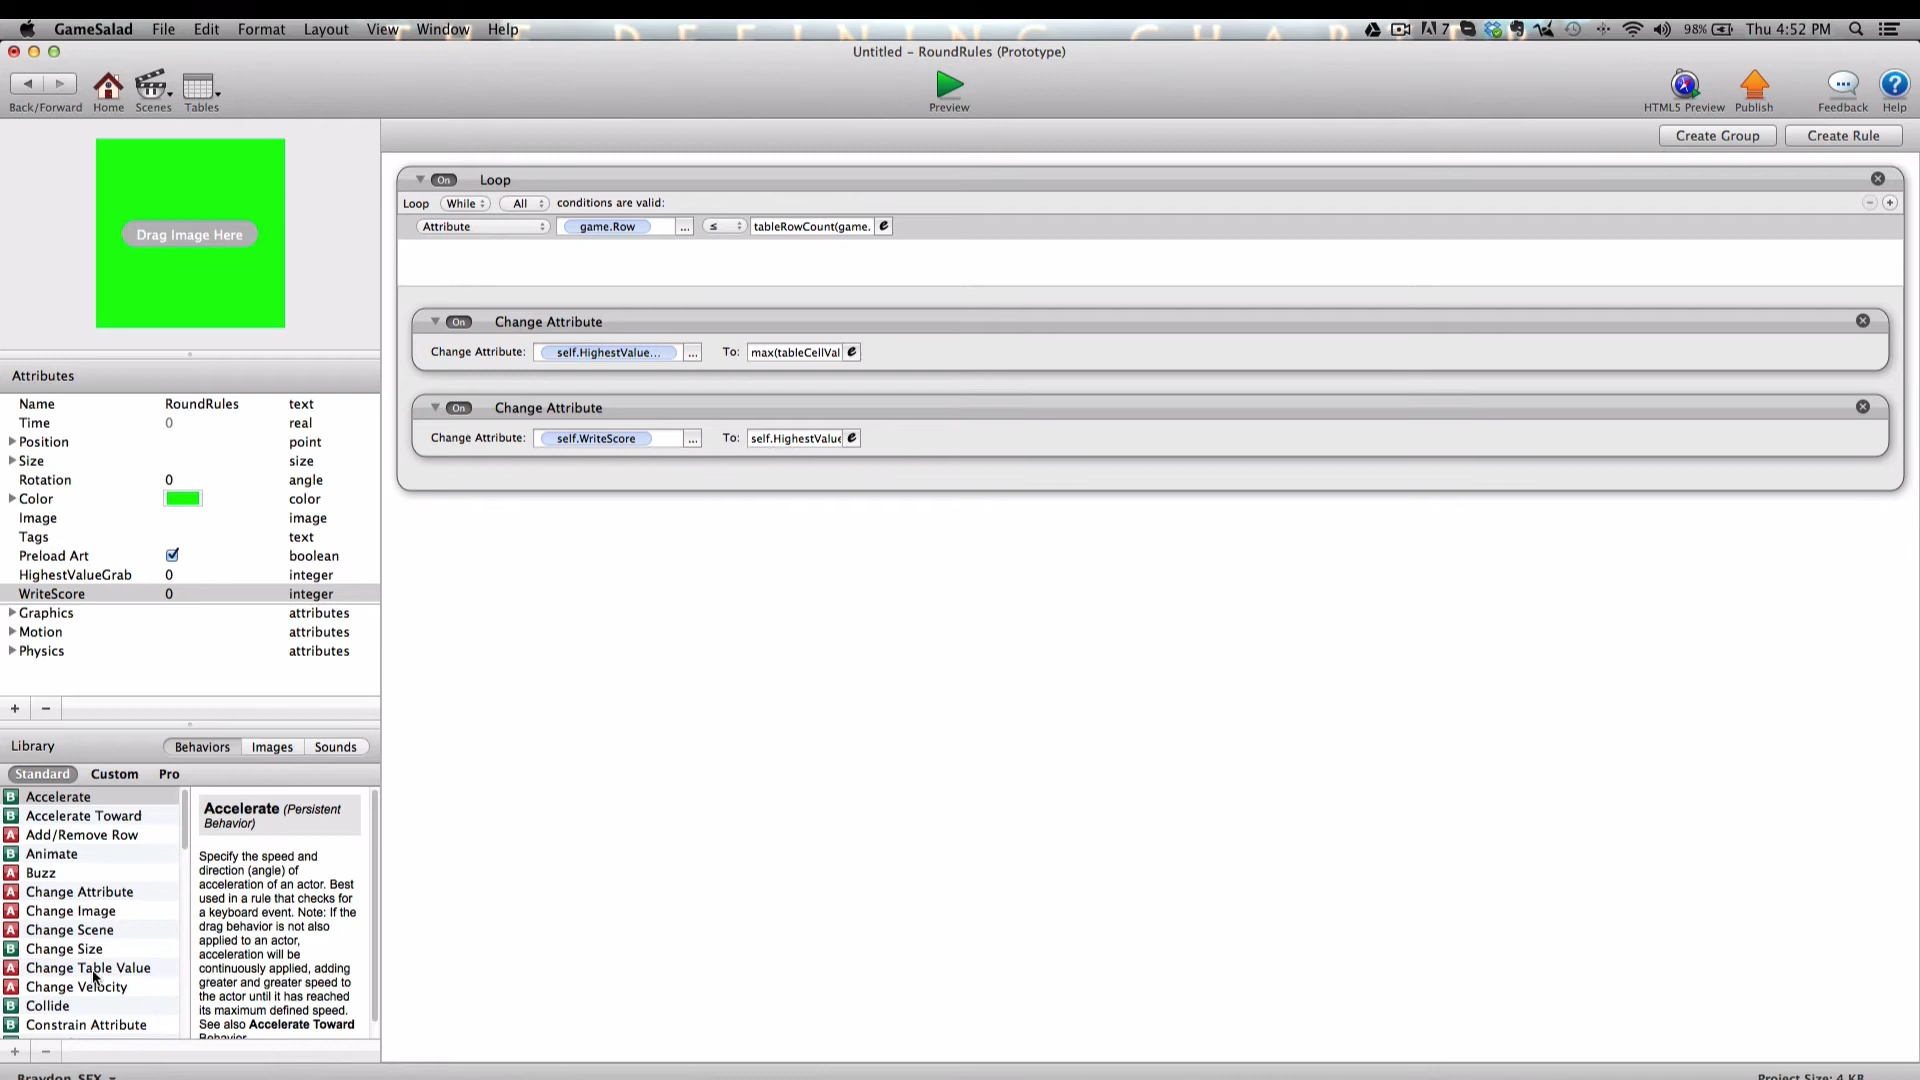 GameSalad File Edit Format Layout View Window Help
7 98% Thu 4:52 PM
Untitled – RoundRules (Prototype)
Back/Forward Home Scenes Tables Preview HTML5 Preview Publish Feedback Help
Create Group Create Rule
Drag Image Here
On Loop
Loop While All conditions are valid:
Attribute game.Row ... ≤ tableRowCount(game. e
On Change Attribute
Change Attribute: self.HighestValue... ... To: max(tableCellVal e
On Change Attribute
Change Attribute: self.WriteScore ... To: self.HighestValue e
Attributes
Name RoundRules text
Time 0 real
Position point
Size size
Rotation 0 angle
Color color
Image image
Tags text
Preload Art boolean
HighestValueGrab 0 integer
WriteScore 0 integer
Graphics attributes
Motion attributes
Physics attributes
+ −
Library Behaviors Images Sounds
Standard Custom Pro
B Accelerate
B Accelerate Toward
A Add/Remove Row
B Animate
A Buzz
A Change Attribute
A Change Image
A Change Scene
B Change Size
A Change Table Value
A Change Velocity
B Collide
B Constrain Attribute
Accelerate (Persistent
Behavior)
Specify the speed and
direction (angle) of
acceleration of an actor. Best
used in a rule that checks for
a keyboard event. Note: If the
drag behavior is not also
applied to an actor,
acceleration will be
continuously applied, adding
greater and greater speed to
the actor until it has reached
its maximum defined speed.
See also Accelerate Toward
Behavior
+ −
Braydon_SFX
Project Size: 4 KB